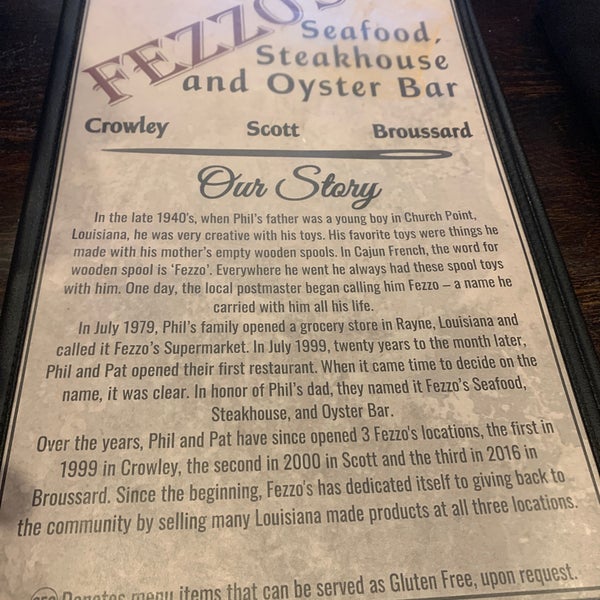 FEZZO'S
Seafood,
Steakhouse
and Oyster Bar
Crowley Scott Broussard
Our Story
In the late 1940's, when Phil's father was a young boy in Church Point,
Louisiana, he was very creative with his toys. His favorite toys were things he
made with his mother's empty wooden spools. In Cajun French, the word for
wooden spool is 'Fezzo'. Everywhere he went he always had these spool toys
with him. One day, the local postmaster began calling him Fezzo – a name he
carried with him all his life.
In July 1979, Phil's family opened a grocery store in Rayne, Louisiana and
called it Fezzo's Supermarket. In July 1999, twenty years to the month later,
Phil and Pat opened their first restaurant. When it came time to decide on the
name, it was clear. In honor of Phil's dad, they named it Fezzo's Seafood,
Steakhouse, and Oyster Bar.
Over the years, Phil and Pat have since opened 3 Fezzo's locations, the first in
1999 in Crowley, the second in 2000 in Scott and the third in 2016 in
Broussard. Since the beginning, Fezzo's has dedicated itself to giving back to
the community by selling many Louisiana made products at all three locations.
Denotes menu items that can be served as Gluten Free, upon request.